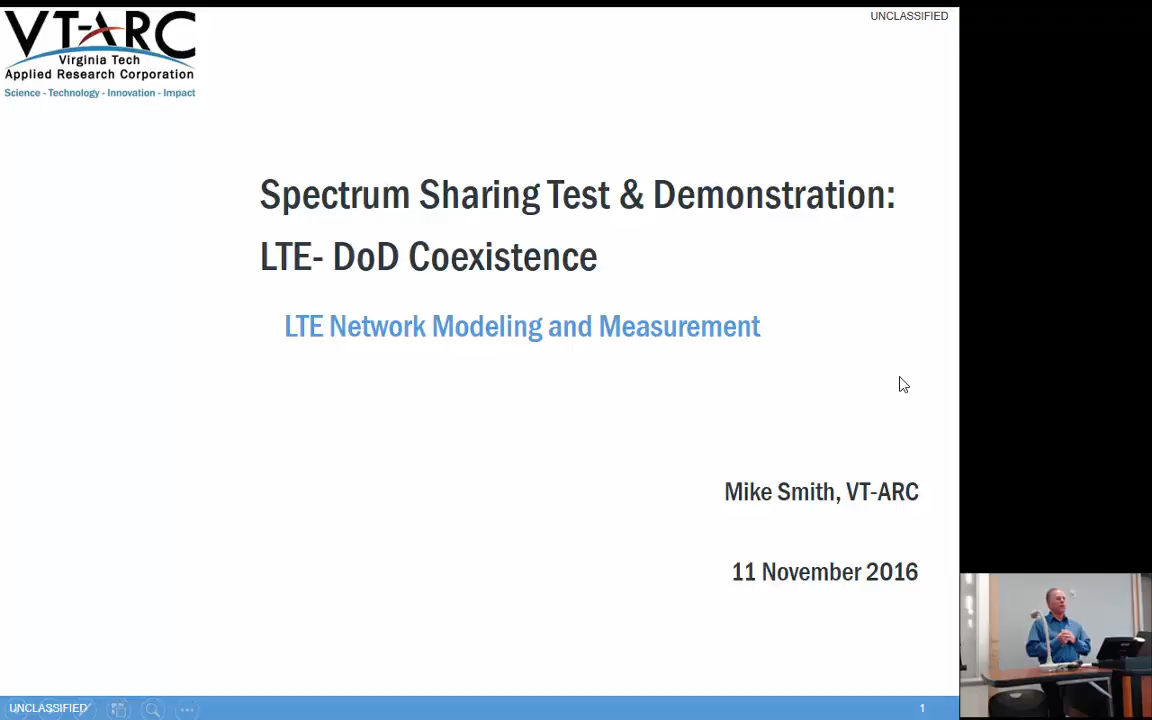 VT-ARC
Virginia Tech
Applied Research Corporation
Science - Technology - Innovation - Impact
UNCLASSIFIED
Spectrum Sharing Test & Demonstration:
LTE- DoD Coexistence
LTE Network Modeling and Measurement
Mike Smith, VT-ARC
11 November 2016
UNCLASSIFIED
1